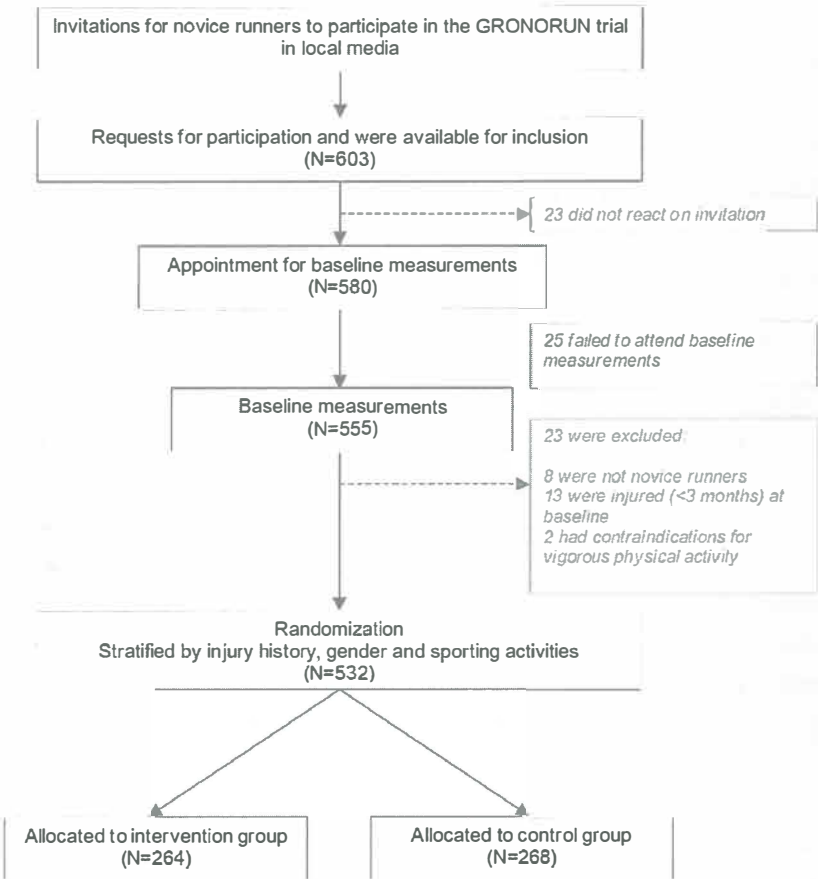 Invitations for novice runners to participate in the GRONORUN trial
in local media
Requests for participation and were available for inclusion
(N=603)
23 did not react on invitation
Appointment for baseline measurements
(N=580)
25 failed to attend baseline
measurements
Baseline measurements
(N=555)
23 were excluded
8 were not novice runners
13 were injured (<3 months) at
baseline
2 had contraindications for
vigorous physical activity
Randomization
Stratified by injury history, gender and sporting activities
(N=532)
Allocated to intervention group
(N=264)
Allocated to control group
(N=268)